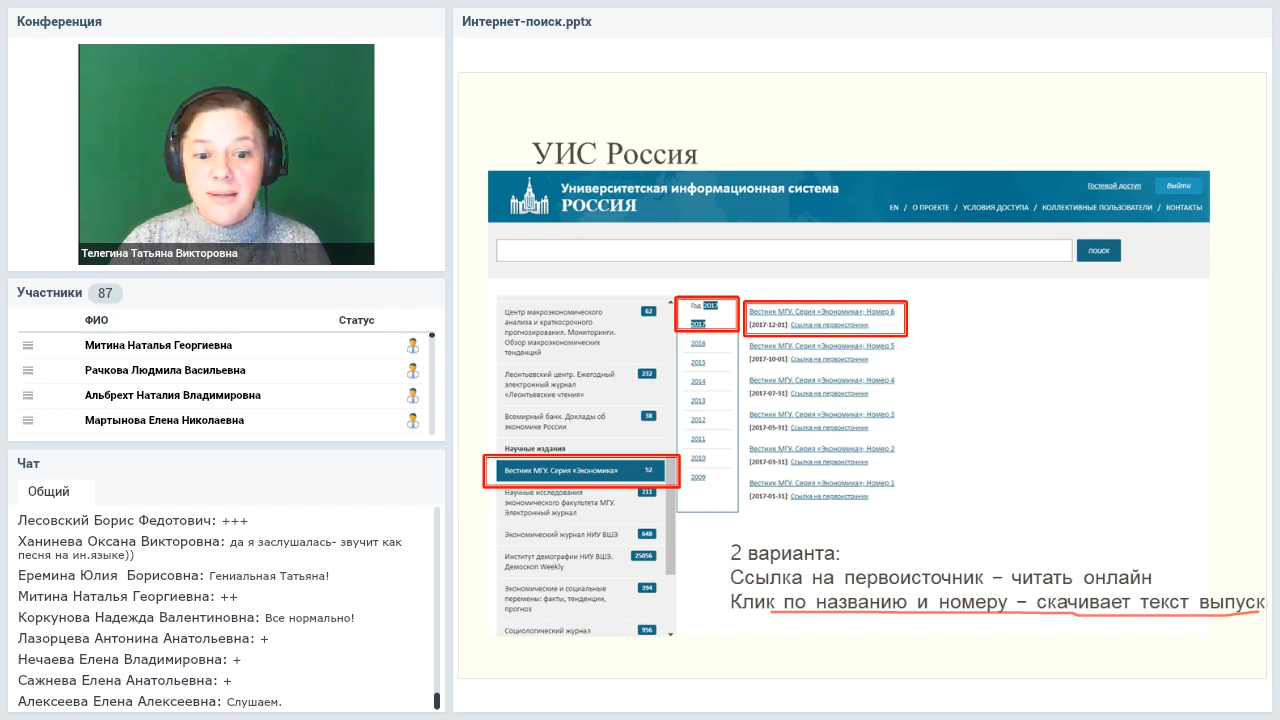 Конференция
Телегина Татьяна Викторовна
Участники 87
ФИО Статус
Митина Наталья Георгиевна
Рачкова Людмила Васильевна
Альбрехт Наталия Владимировна
Мартынова Елена Николаевна
Чат
Общий
Лесовский Борис Федотович: +++
Ханинева Оксана Викторовна: да я заслушалась- звучит как
песня на ин.языке))
Еремина Юлия Борисовна: Гениальная Татьяна!
Митина Наталья Георгиевна: ++
Коркунова Надежда Валентиновна: Все нормально!
Лазорцева Антонина Анатольевна: +
Нечаева Елена Владимировна: +
Сажнева Елена Анатольевна: +
Алексеева Елена Алексеевна: Слушаем.
Интернет-поиск.pptx
УИС Россия
Университетская информационная система
РОССИЯ
Гостевой доступ Выйти
EN / О ПРОЕКТЕ / УСЛОВИЯ ДОСТУПА / КОЛЛЕКТИВНЫЕ ПОЛЬЗОВАТЕЛИ / КОНТАКТЫ
поиск
Центр макроэкономического 62
анализа и краткосрочного
прогнозирования. Мониторинги.
Обзор макроэкономических
тенденций
Леонтьевский центр. Ежегодный 232
электронный журнал
«Леонтьевские чтения»
Всемирный банк. Доклады об 38
экономике России
Научные издания
Вестник МГУ. Серия «Экономика» 52
Научные исследования 211
экономического факультета МГУ.
Электронный журнал
Экономический журнал НИУ ВШЭ 648
Институт демографии НИУ ВШЭ. 25056
Демоскоп Weekly
Экономические и социальные 394
перемены: факты, тенденции,
прогноз
Социологический журнал 956
Год 2017
2017
2016
2015
2014
2013
2012
2011
2010
2009
Вестник МГУ. Серия «Экономика»; Номер 6
[2017-12-01]: Ссылка на первоисточник
Вестник МГУ. Серия «Экономика»; Номер 5
[2017-10-01]: Ссылка на первоисточник
Вестник МГУ. Серия «Экономика»; Номер 4
[2017-07-31]: Ссылка на первоисточник
Вестник МГУ. Серия «Экономика»; Номер 3
[2017-05-31]: Ссылка на первоисточник
Вестник МГУ. Серия «Экономика»; Номер 2
[2017-03-31]: Ссылка на первоисточник
Вестник МГУ. Серия «Экономика»; Номер 1
[2017-01-31]: Ссылка на первоисточник
2 варианта:
Ссылка на первоисточник – читать онлайн
Клик по названию и номеру – скачивает текст выпуск